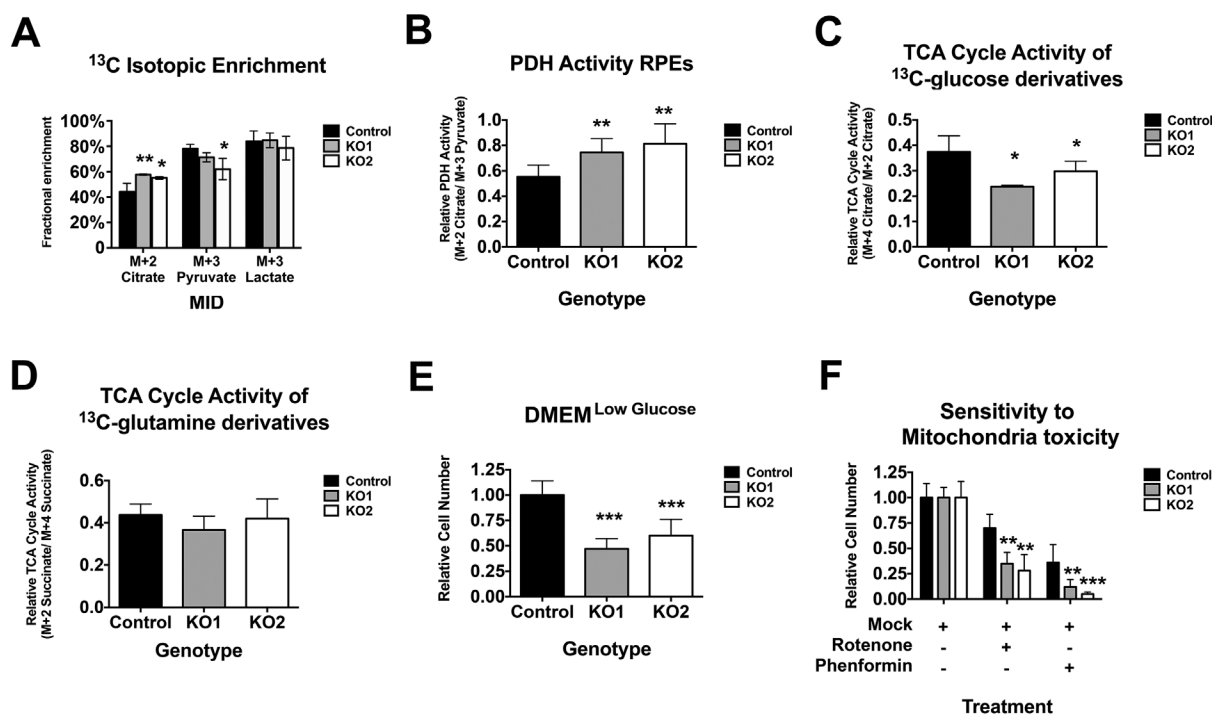 A
¹³C Isotopic Enrichment
Fractional enrichment
100%
80%
60%
40%
20%
0
**
*
*
M+2
Citrate
M+3
Pyruvate
M+3
Lactate
MID
Control
KO1
KO2
B
PDH Activity RPEs
Relative PDH Activity
(M+2 Citrate/ M+3 Pyruvate)
1.0
0.8
0.6
0.4
0.2
0.0
**
**
Control KO1 KO2
Genotype
Control
KO1
KO2
C
TCA Cycle Activity of
¹³C-glucose derivatives
Relative TCA Cycle Activity
(M+4 Citrate/ M+2 Citrate)
0.5
0.4
0.3
0.2
0.1
0.0
*
*
Control KO1 KO2
Genotype
Control
KO1
KO2
D
TCA Cycle Activity of
¹³C-glutamine derivatives
Relative TCA Cycle Activity
(M+2 Succinate/ M+4 Succinate)
0.6
0.4
0.2
0.0
Control KO1 KO2
Genotype
Control
KO1
KO2
E
DMEM Low Glucose
Relative Cell Number
1.25
1.00
0.75
0.50
0.25
0.00
***
***
Control KO1 KO2
Genotype
Control
KO1
KO2
F
Sensitivity to
Mitochondria toxicity
Relative Cell Number
1.25
1.00
0.75
0.50
0.25
0.00
**
**
**
***
Mock + + +
Rotenone - + -
Phenformin - - +
Treatment
Control
KO1
KO2